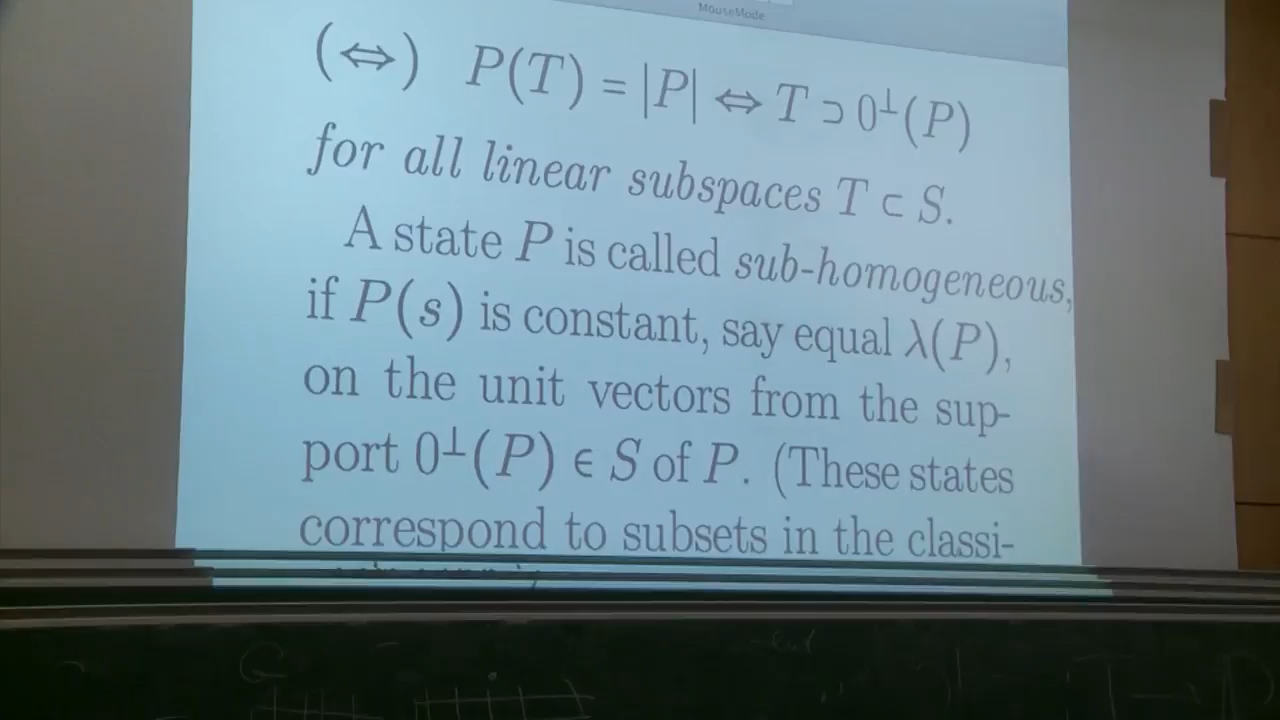 MouseMode
(⇔) P(T) = |P| ⇔ T ⊃ 0⊥(P)
for all linear subspaces T ⊂ S.
A state P is called sub-homogeneous,
if P(s) is constant, say equal λ(P),
on the unit vectors from the sup-
port 0⊥(P) ∈ S of P. (These states
correspond to subsets in the classi-